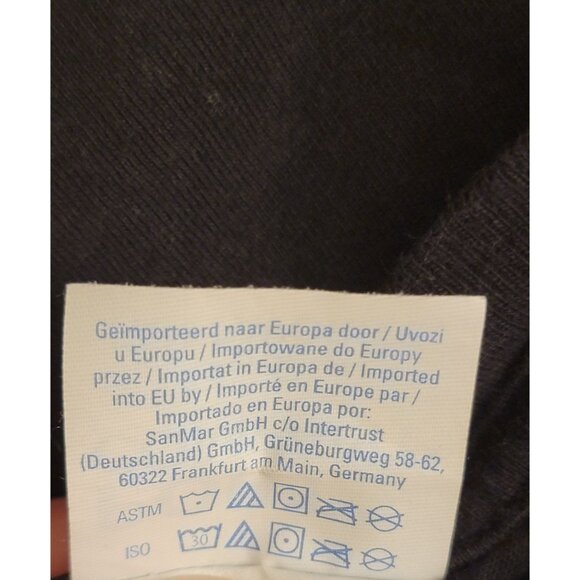 Geïmporteerd naar Europa door / Uvozi
u Europu / Importowane do Europy
przez / Importat in Europa de / Imported
into EU by / Importé en Europe par /
Importado en Europa por:
SanMar GmbH c/o Intertrust
(Deutschland) GmbH, Grüneburgweg 58-62,
60322 Frankfurt am Main, Germany
ASTM
ISO 30